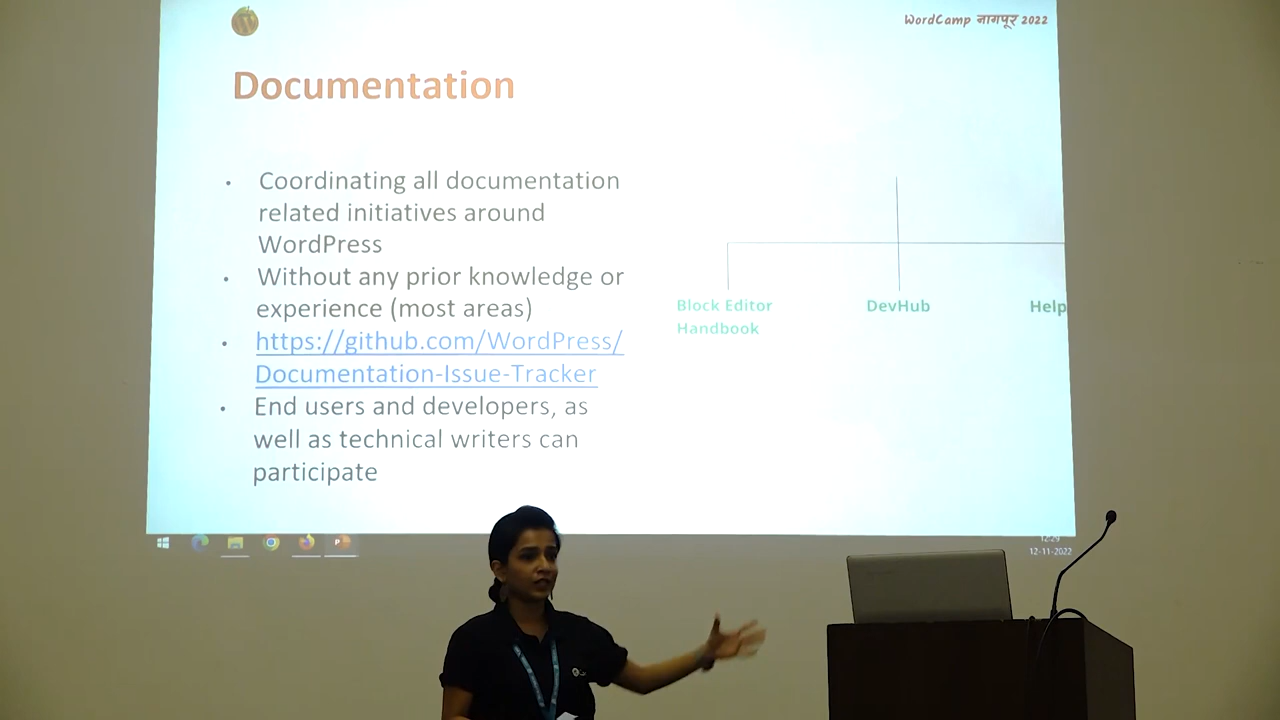 WordCamp नागपूर 2022
Documentation
• Coordinating all documentation
related initiatives around
WordPress
• Without any prior knowledge or
experience (most areas)
• https://github.com/WordPress/
Documentation-Issue-Tracker
• End users and developers, as
well as technical writers can
participate
Block Editor
Handbook
DevHub
Help
12:29
12-11-2022